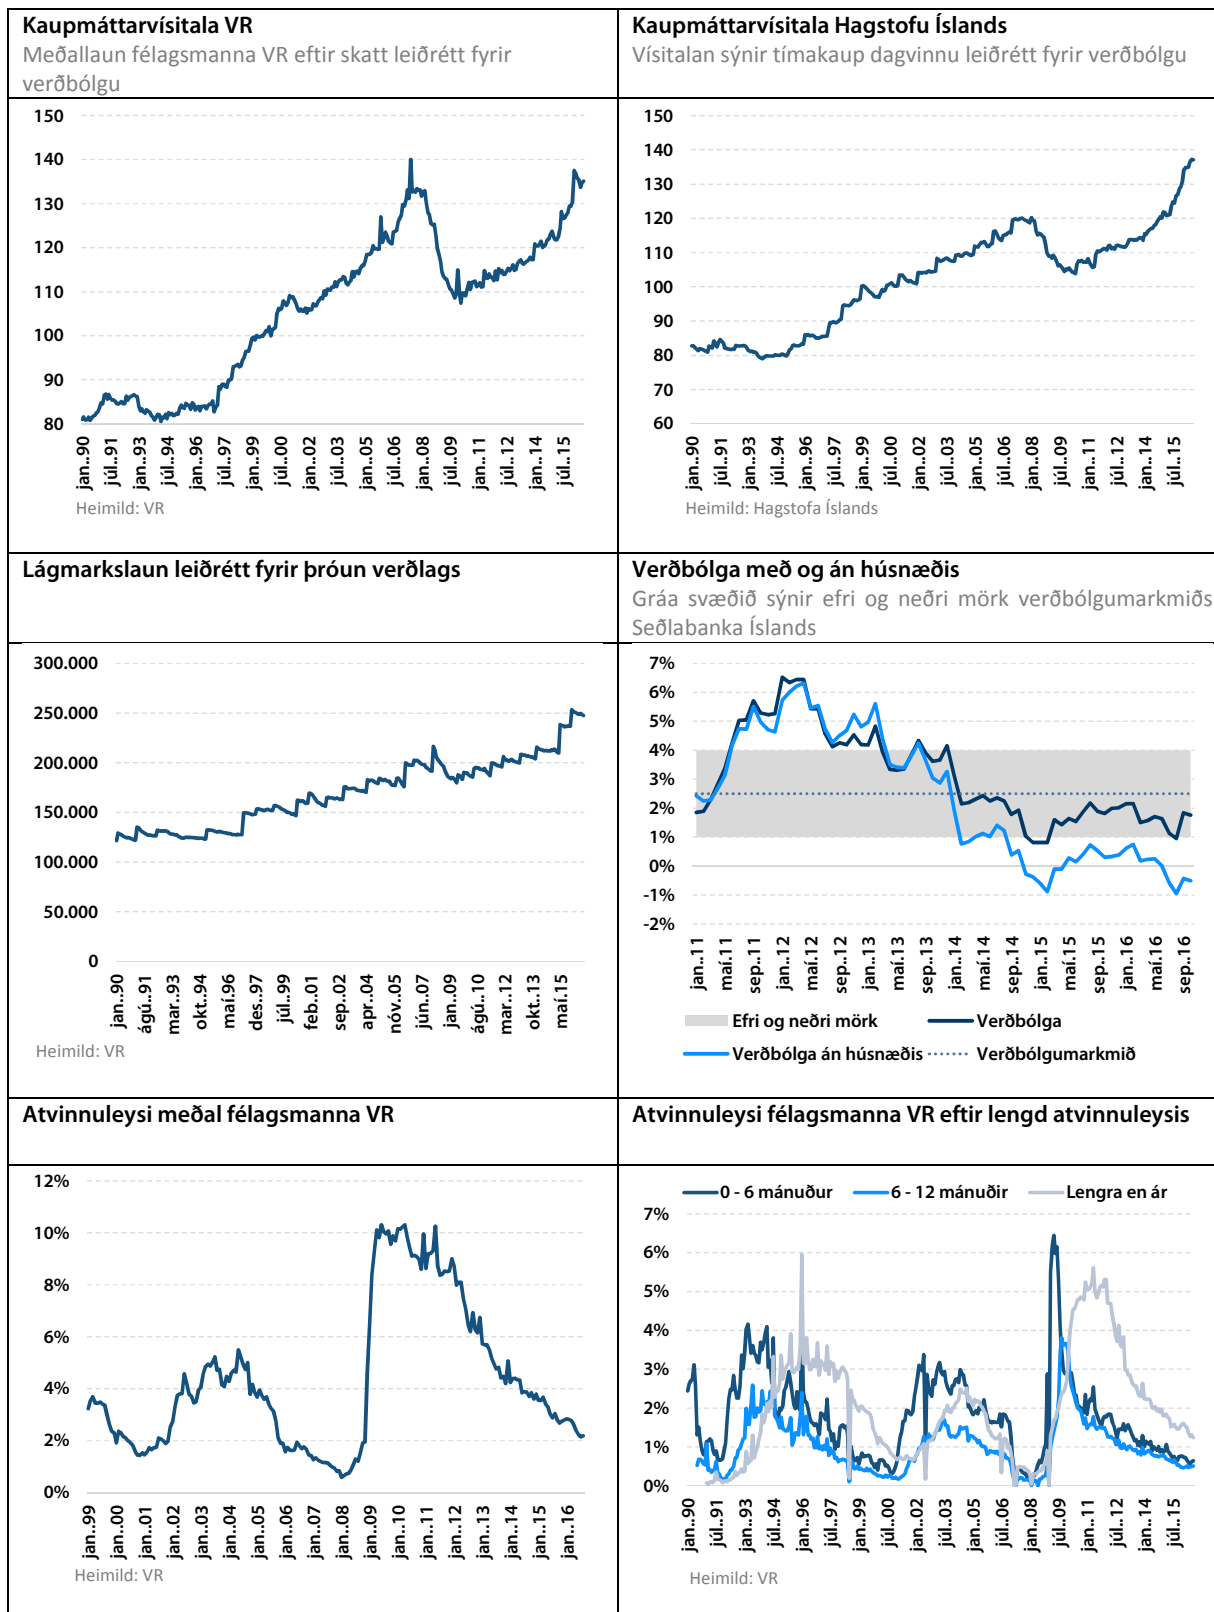 Kaupmáttarvísitala VR
Meðallaun félagsmanna VR eftir skatt leiðrétt fyrir
verðbólgu
150
140
130
120
110
100
90
80
jan..90
júl..91
jan..93
júl..94
jan..96
júl..97
jan..99
júl..00
jan..02
júl..03
jan..05
júl..06
jan..08
júl..09
jan..11
júl..12
jan..14
júl..15
Heimild: VR
Kaupmáttarvísitala Hagstofu Íslands
Vísitalan sýnir tímakaup dagvinnu leiðrétt fyrir verðbólgu
150
140
130
120
110
100
90
80
70
60
jan..90
júl..91
jan..93
júl..94
jan..96
júl..97
jan..99
júl..00
jan..02
júl..03
jan..05
júl..06
jan..08
júl..09
jan..11
júl..12
jan..14
júl..15
Heimild: Hagstofa Íslands
Lágmarkslaun leiðrétt fyrir þróun verðlags
300.000
250.000
200.000
150.000
100.000
50.000
0
jan..90
ágú..91
mar..93
okt..94
maí.96
des..97
júl..99
feb..01
sep..02
apr..04
nóv..05
jún..07
jan..09
ágú..10
mar..12
okt..13
maí.15
Heimild: VR
Verðbólga með og án húsnæðis
Gráa svæðið sýnir efri og neðri mörk verðbólgumarkmiðs
Seðlabanka Íslands
7%
6%
5%
4%
3%
2%
1%
0%
-1%
-2%
jan..11
maí.11
sep..11
jan..12
maí.12
sep..12
jan..13
maí.13
sep..13
jan..14
maí.14
sep..14
jan..15
maí.15
sep..15
jan..16
maí.16
sep..16
Efri og neðri mörk
Verðbólga
Verðbólga án húsnæðis
Verðbólgumarkmið
Atvinnuleysi meðal félagsmanna VR
12%
10%
8%
6%
4%
2%
0%
jan..99
jan..00
jan..01
jan..02
jan..03
jan..04
jan..05
jan..06
jan..07
jan..08
jan..09
jan..10
jan..11
jan..12
jan..13
jan..14
jan..15
jan..16
Heimild: VR
Atvinnuleysi félagsmanna VR eftir lengd atvinnuleysis
0 - 6 mánuður
6 - 12 mánuðir
Lengra en ár
7%
6%
5%
4%
3%
2%
1%
0%
jan..90
júl..91
jan..93
júl..94
jan..96
júl..97
jan..99
júl..00
jan..02
júl..03
jan..05
júl..06
jan..08
júl..09
jan..11
júl..12
jan..14
júl..15
Heimild: VR